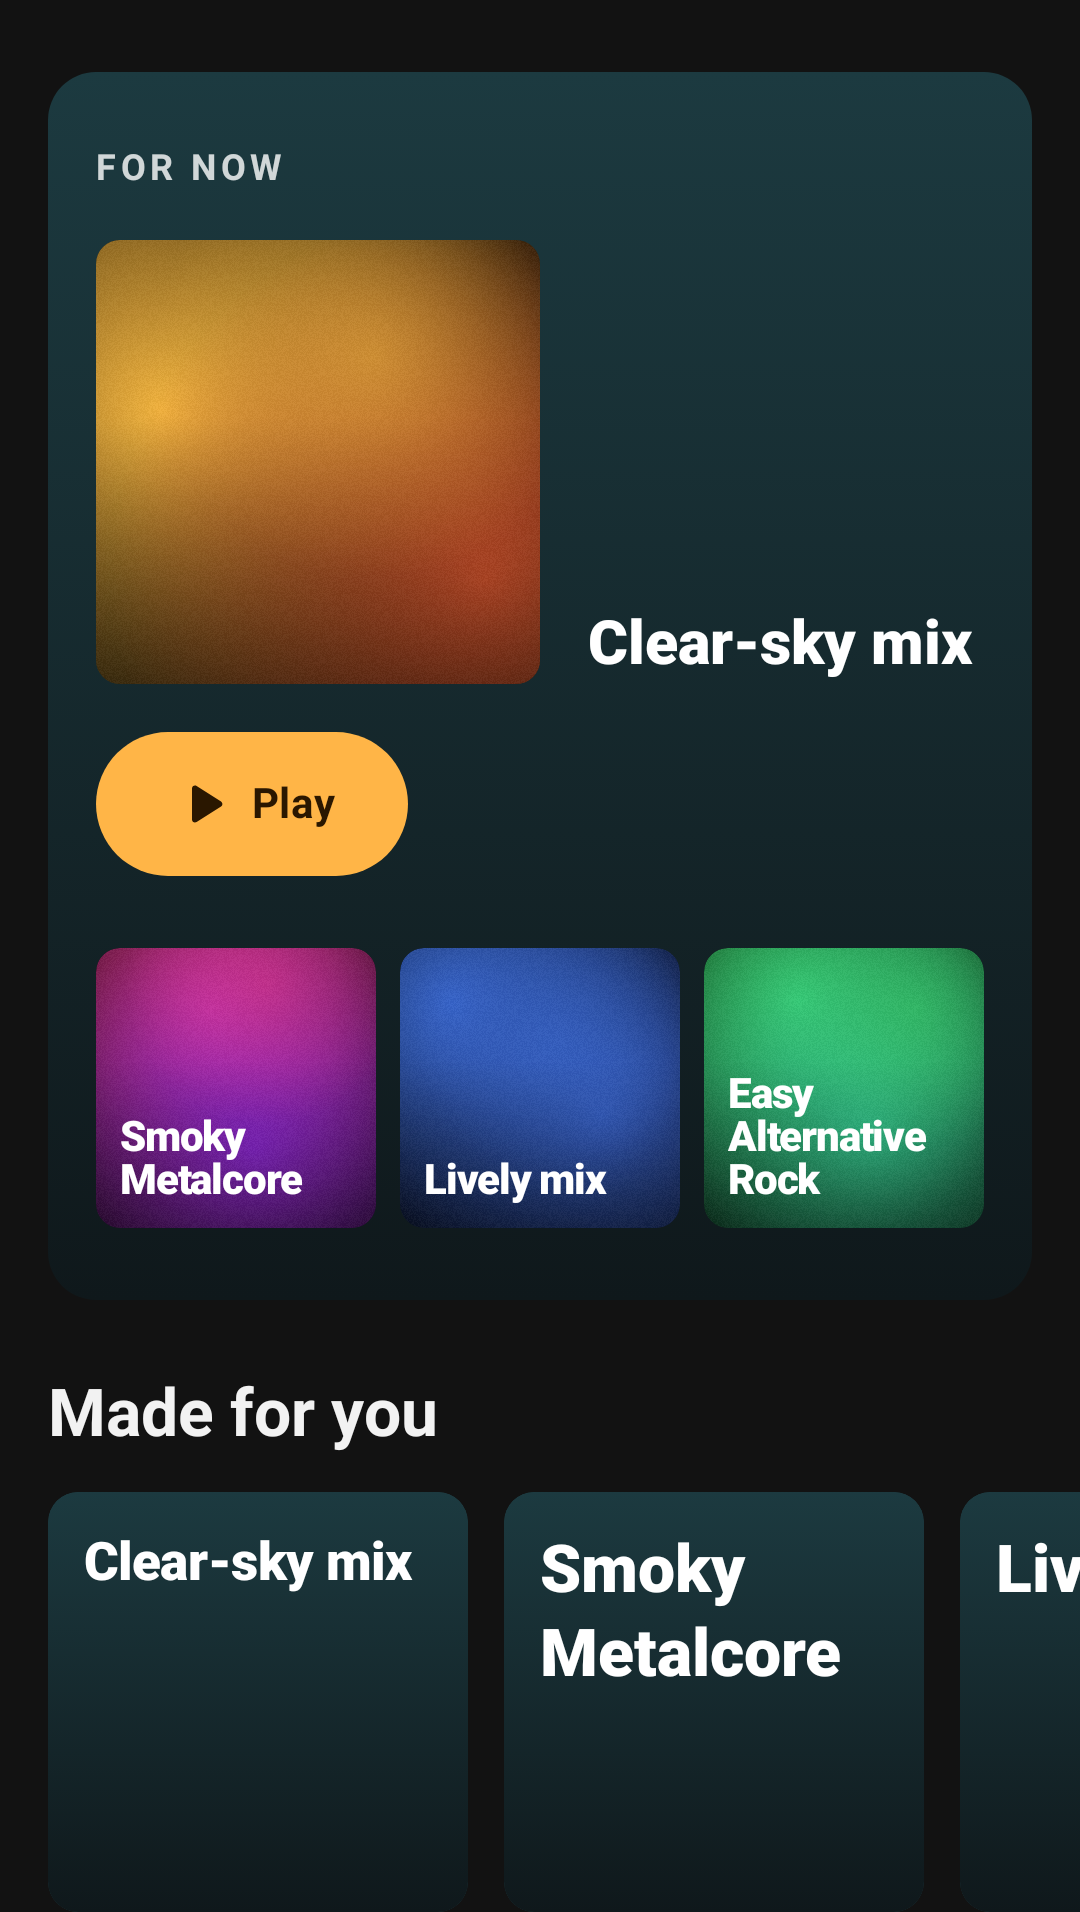 FOR NOW
Clear-sky mix
Play
Smoky
Metalcore
Lively mix
Easy
Alternative
Rock
Made for you
Clear-sky mix
Smoky
Metalcore
Liv